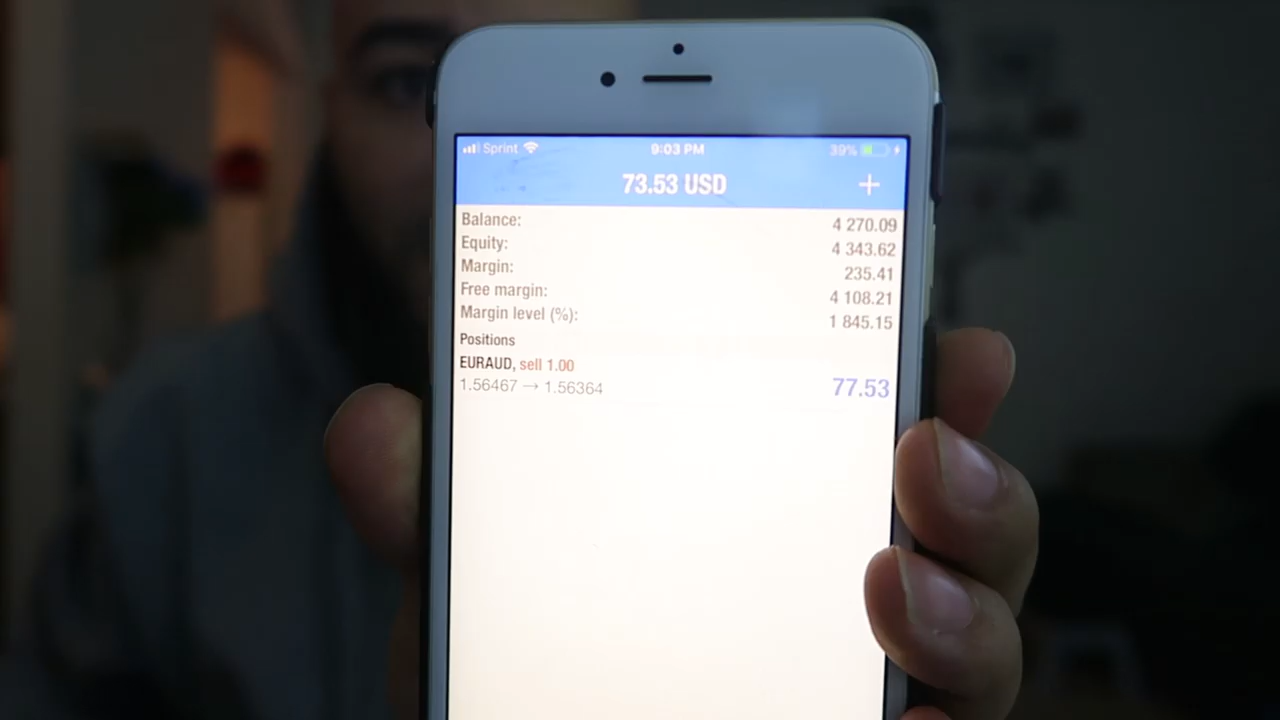 Sprint 9:03 PM 39%
73.53 USD +
Balance: 4 270.09
Equity: 4 343.62
Margin: 235.41
Free margin: 4 108.21
Margin level (%): 1 845.15
Positions
EURAUD, sell 1.00
1.56467 → 1.56364 77.53